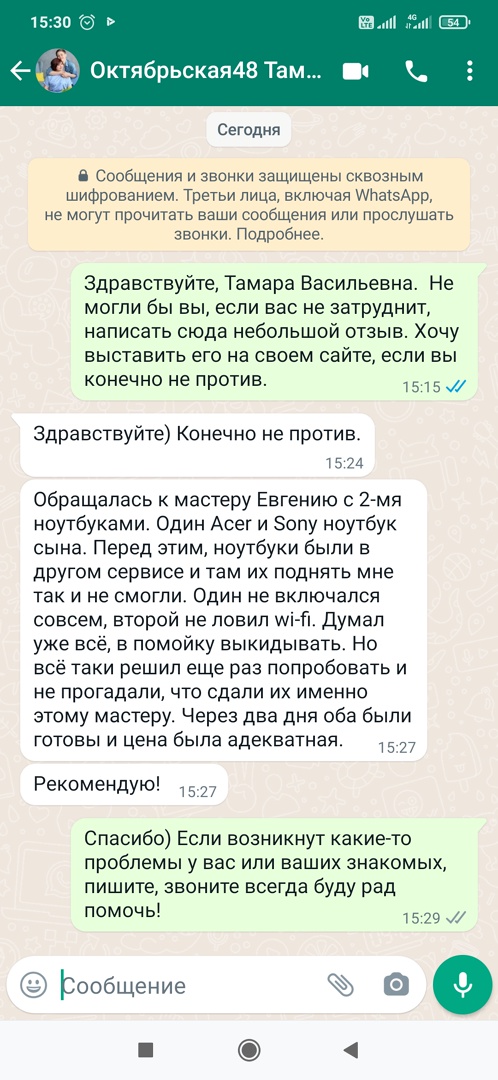 15:30
Vo LTE
4G
54
Октябрьская48 Там...
Сегодня
Сообщения и звонки защищены сквозным
шифрованием. Третьи лица, включая WhatsApp,
не могут прочитать ваши сообщения или прослушать
звонки. Подробнее.
Здравствуйте, Тамара Васильевна. Не
могли бы вы, если вас не затруднит,
написать сюда небольшой отзыв. Хочу
выставить его на своем сайте, если вы
конечно не против.
15:15
Здравствуйте) Конечно не против.
15:24
Обращалась к мастеру Евгению с 2-мя
ноутбуками. Один Acer и Sony ноутбук
сына. Перед этим, ноутбуки были в
другом сервисе и там их поднять мне
так и не смогли. Один не включался
совсем, второй не ловил wi-fi. Думал
уже всё, в помойку выкидывать. Но
всё таки решил еще раз попробовать и
не прогадали, что сдали их именно
этому мастеру. Через два дня оба были
готовы и цена была адекватная.
15:27
Рекомендую!
15:27
Спасибо) Если возникнут какие-то
проблемы у вас или ваших знакомых,
пишите, звоните всегда буду рад
помочь!
15:29
Сообщение